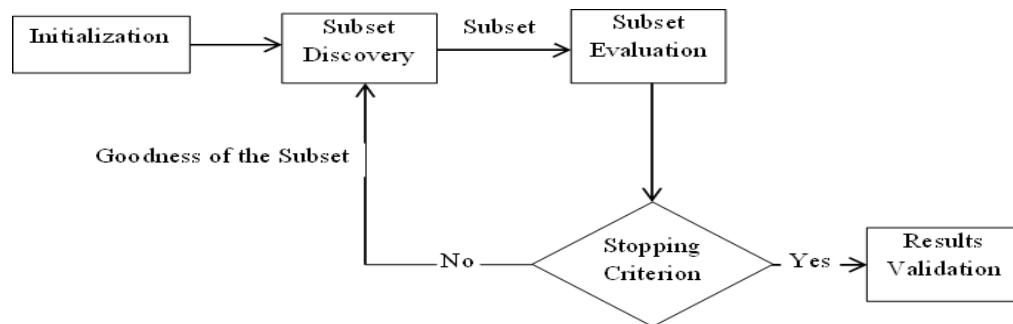 Initialization
Subset
Discovery
Subset
Subset
Evaluation
Goodness of the Subset
Stopping
Criterion
No
Yes
Results
Validation